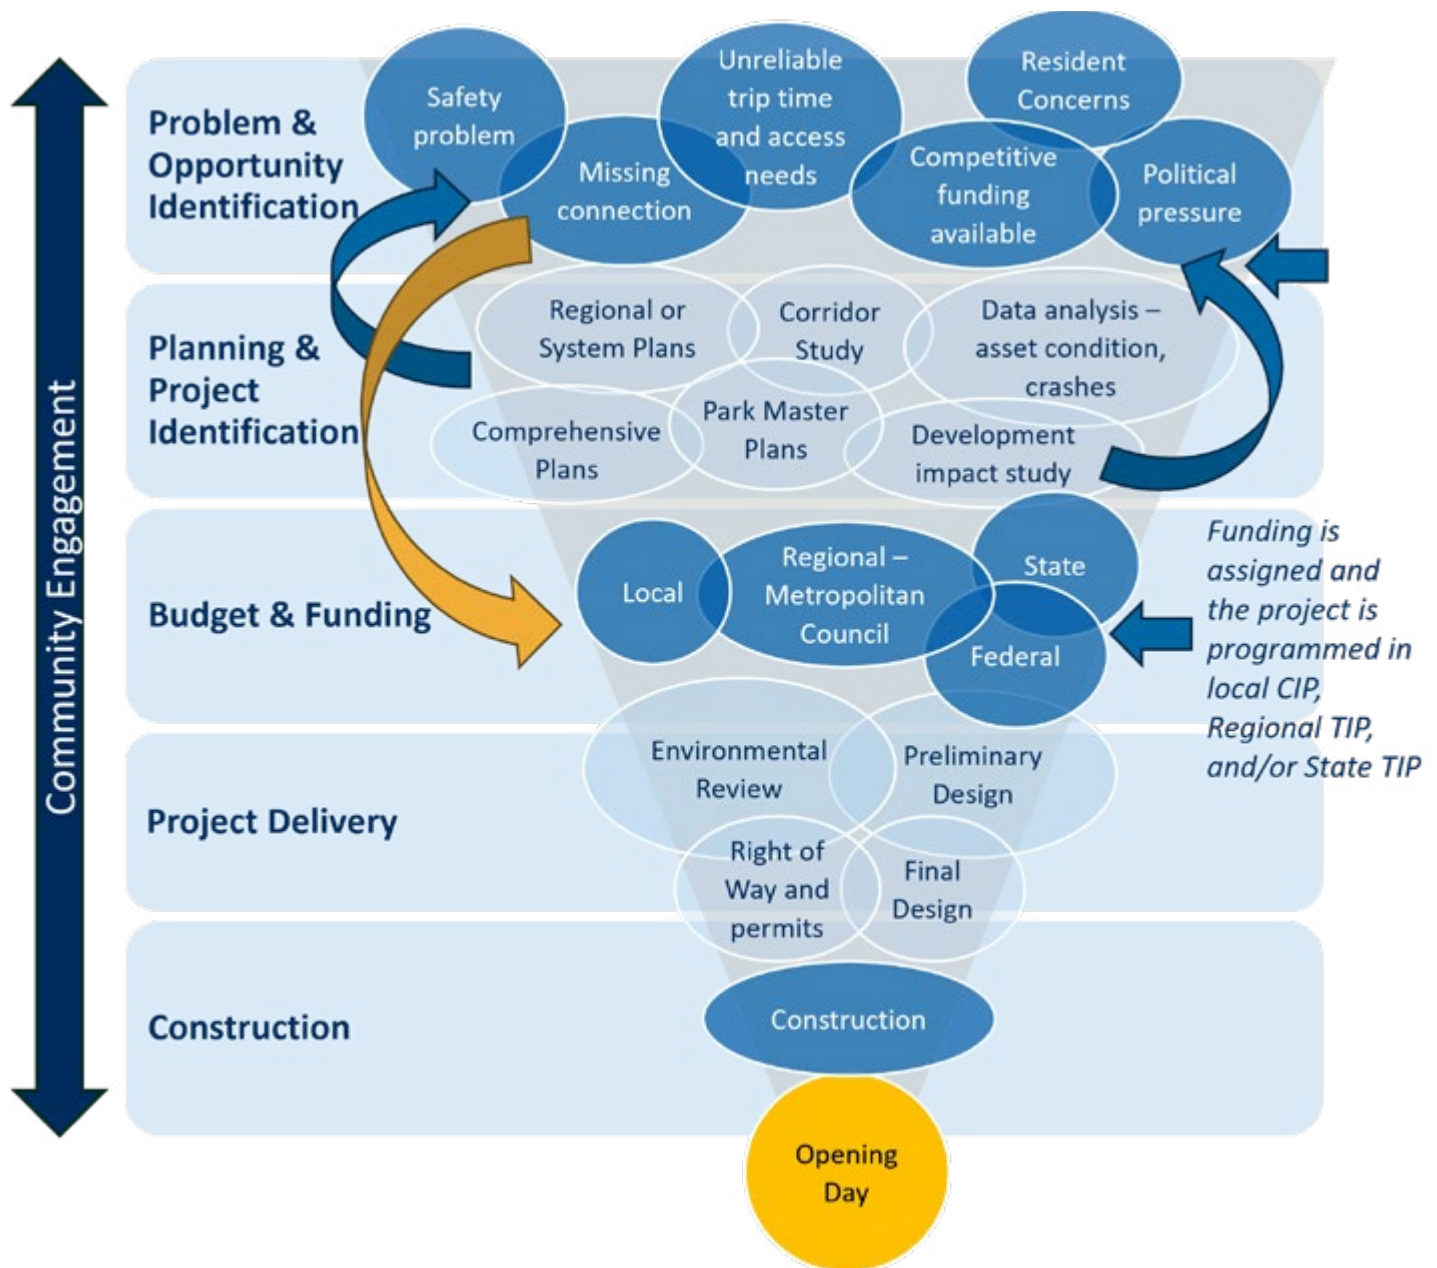 Community Engagement
Problem &
Opportunity
Identification
Safety
problem
Missing
connection
Unreliable
trip time
and access
needs
Competitive
funding
available
Resident
Concerns
Political
pressure
Planning &
Project
Identification
Regional or
System Plans
Corridor
Study
Data analysis –
asset condition,
crashes
Comprehensive
Plans
Park Master
Plans
Development
impact study
Budget & Funding
Local
Regional –
Metropolitan
Council
State
Federal
Funding is
assigned and
the project is
programmed in
local CIP,
Regional TIP,
and/or State TIP
Project Delivery
Environmental
Review
Preliminary
Design
Right of
Way and
permits
Final
Design
Construction
Construction
Opening
Day